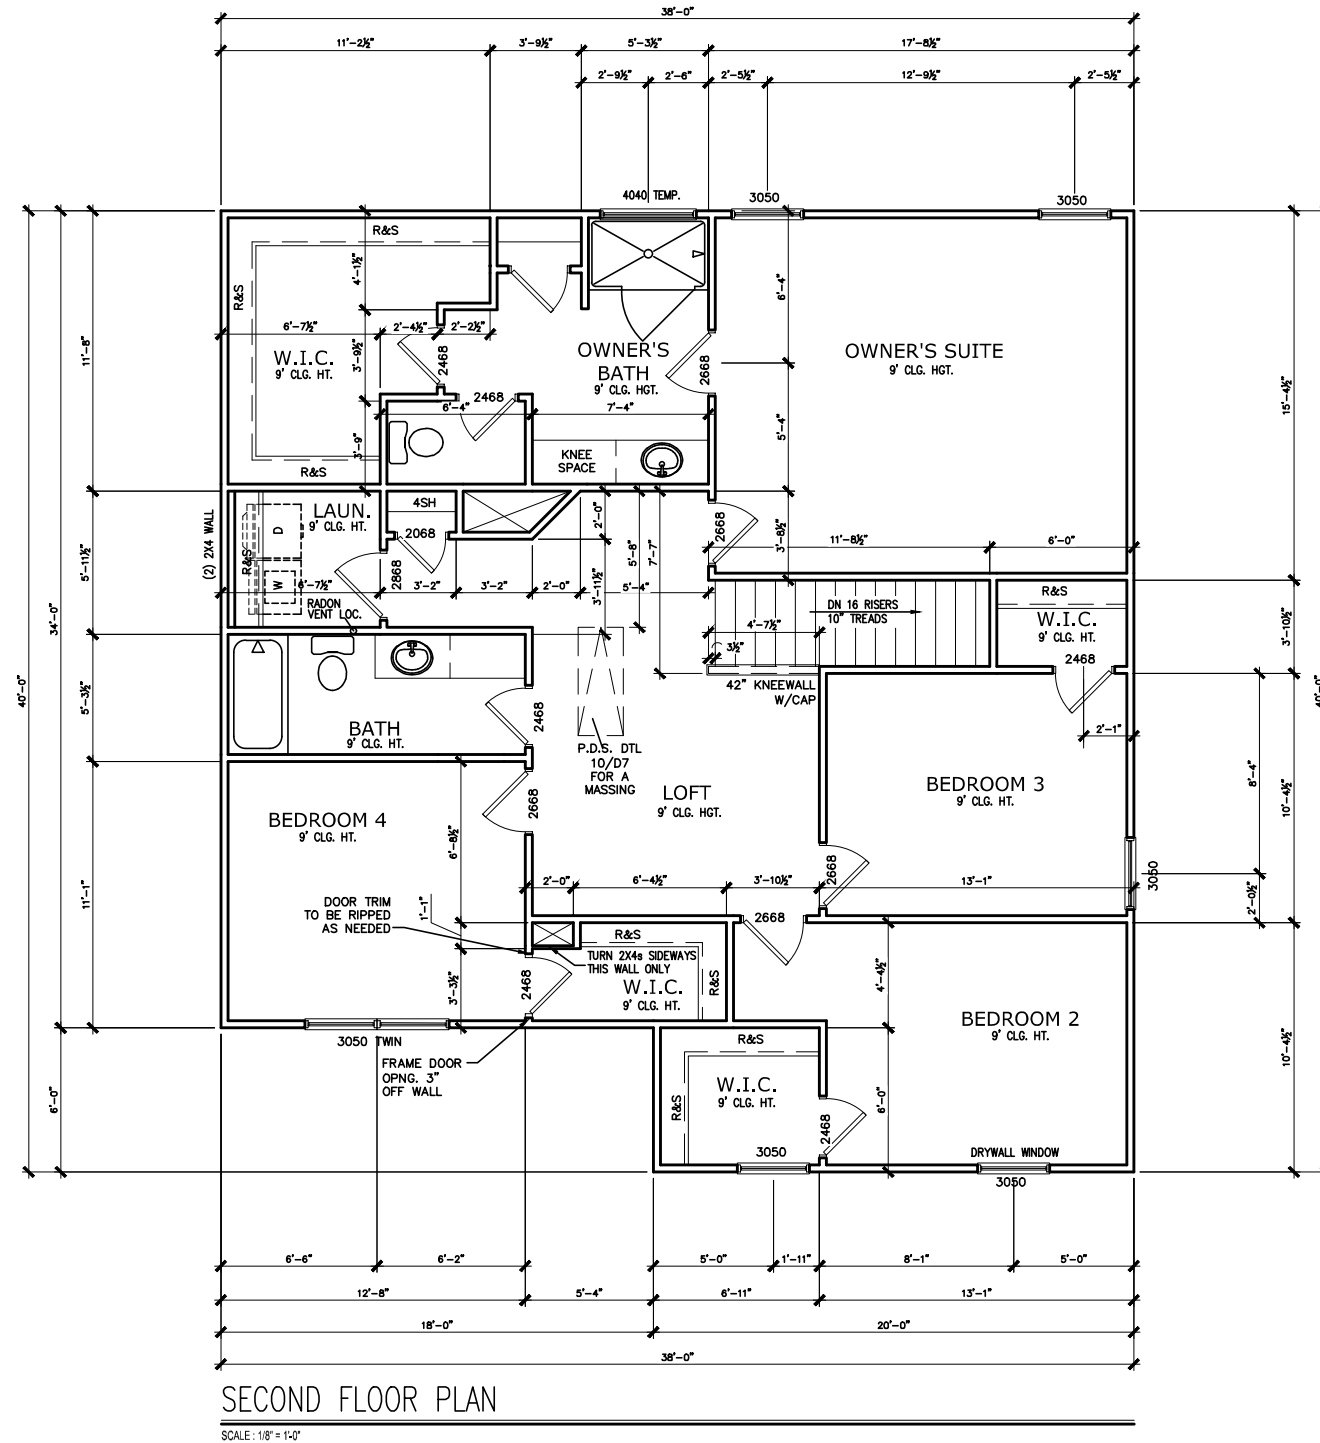 38'-0"
11'-2½" 3'-9½" 5'-3½" 17'-8½"
2'-9½" 2'-6" 2'-5½" 12'-9½" 2'-5½"
4040 TEMP. 3050 3050
R&S
R&S
4'-1½"
6'-4"
6'-7½" 2'-4½" 2'-2½"
11'-8"
W.I.C.
9' CLG. HT.
3'-9½"
2468
OWNER'S
BATH
9' CLG. HGT.
2668
OWNER'S SUITE
9' CLG. HGT.
15'-4½"
2468
6'-4" 7'-4"
5'-4"
3'-9"
R&S
KNEE
SPACE
(2) 2X4 WALL
LAUN.
9' CLG. HT.
D
W
R&S
4SH
2068
2868
2'-0"
5'-8"
7'-7"
2668
3'-8½"
11'-8½" 6'-0"
5'-11½"
6'-7½" 3'-2" 3'-2" 2'-0" 5'-4"
3'-11½"
RADON
VENT LOC.
DN 16 RISERS
10" TREADS
4'-7½"
3½"
R&S
W.I.C.
9' CLG. HT.
2468
3'-10½"
34'-0"
40'-0"
40'-0"
42" KNEEWALL
W/CAP
5'-3½"
BATH
9' CLG. HT.
2468
2'-1"
P.D.S. DTL
10/D7
FOR A
MASSING
LOFT
9' CLG. HGT.
BEDROOM 3
9' CLG. HT.
8'-4"
10'-4½"
2668
BEDROOM 4
9' CLG. HT.
6'-8½"
11'-1"
2668
3050
2'-0" 6'-4½" 3'-10½" 13'-1"
2'-0½"
DOOR TRIM
TO BE RIPPED
AS NEEDED
1'-1"
2668
R&S
TURN 2X4s SIDEWAYS
THIS WALL ONLY
W.I.C.
9' CLG. HT.
R&S
2468
3'-3½"
4'-4½"
BEDROOM 2
9' CLG. HT.
10'-4½"
3050 TWIN
FRAME DOOR
OPNG. 3"
OFF WALL
R&S
W.I.C.
9' CLG. HT.
R&S
2468
6'-0"
6'-0"
3050
DRYWALL WINDOW
3050
6'-6" 6'-2" 5'-0" 1'-11" 8'-1" 5'-0"
12'-8" 5'-4" 6'-11" 13'-1"
18'-0" 20'-0"
38'-0"
SECOND FLOOR PLAN
SCALE : 1/8" = 1'-0"